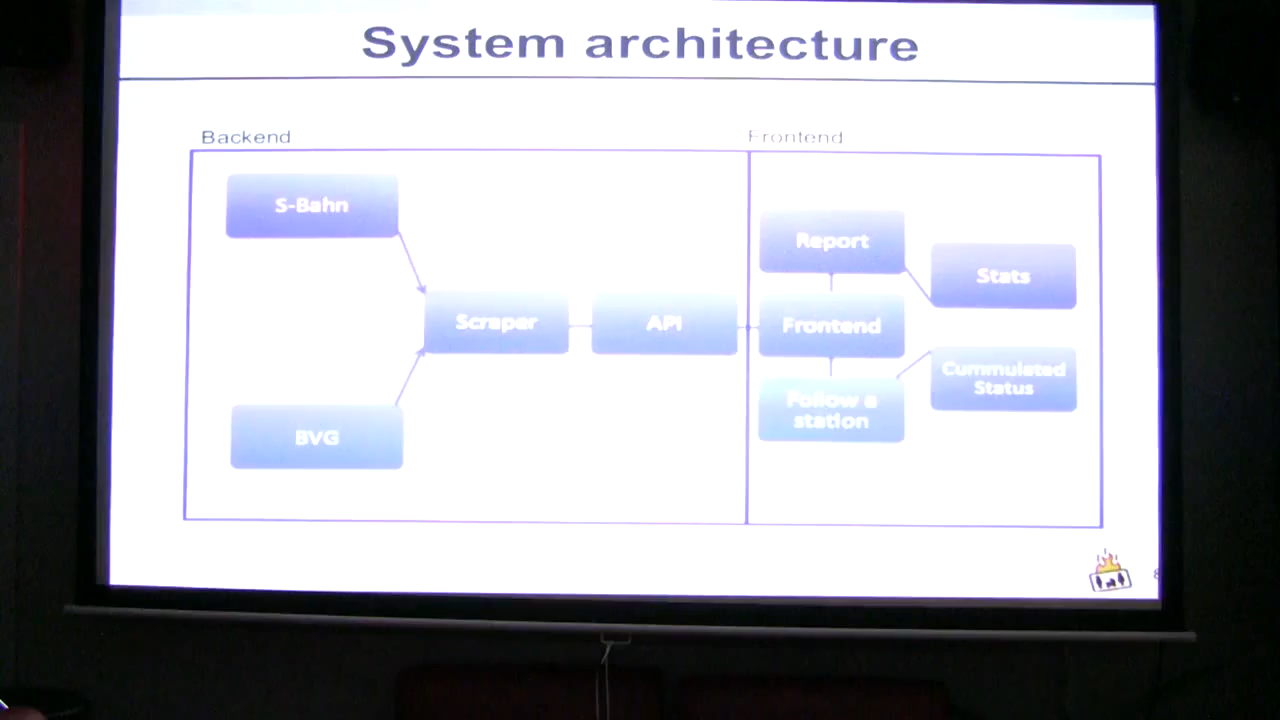 System architecture
Backend
Frontend
S-Bahn
Report
Stats
Scraper
API
Frontend
Cummulated
Status
Follow a
station
BVG